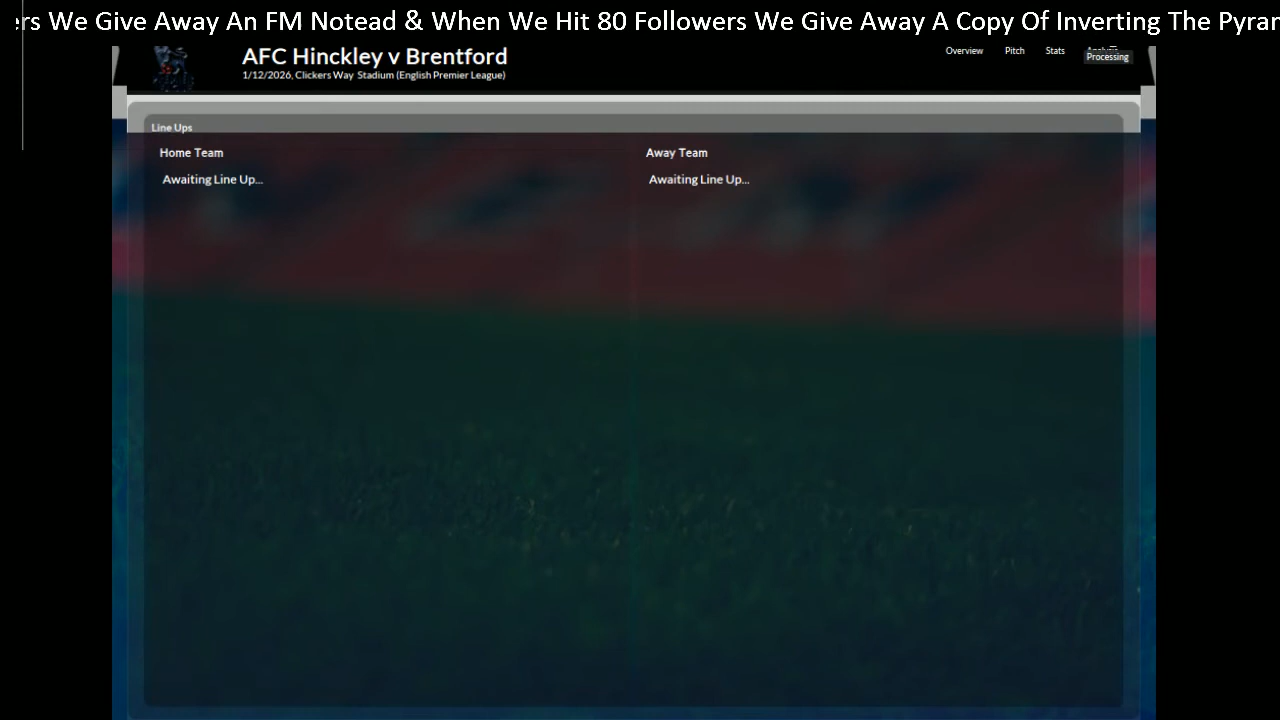 rs We Give Away An FM Notead & When We Hit 80 Followers We Give Away A Copy Of Inverting The Pyra
AFC Hinckley v Brentford
Overview Pitch Stats
Processing
1/12/2026, Clickers Way Stadium (English Premier League)
Line Ups
Home Team Away Team
Awaiting Line Up... Awaiting Line Up...